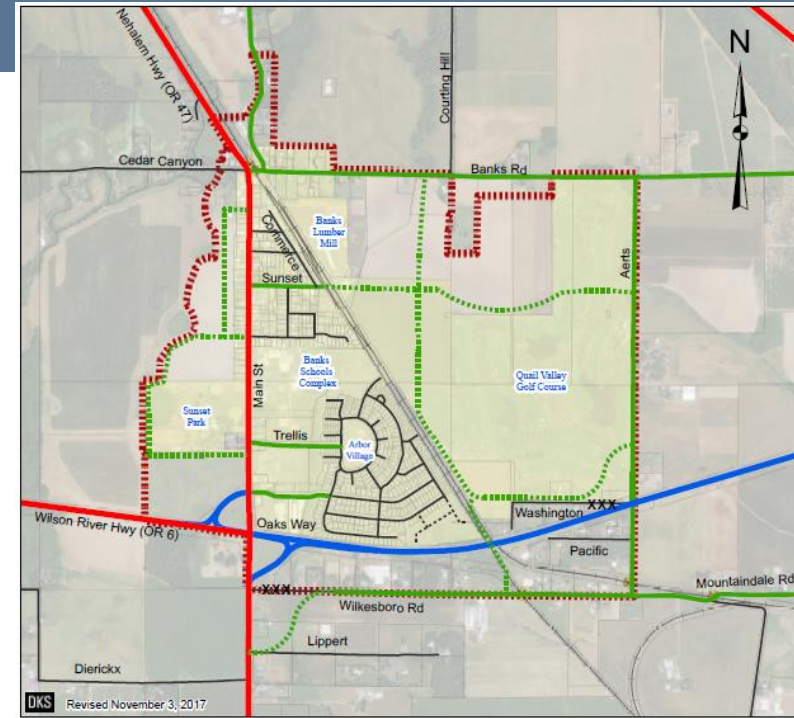 Nehalem Hwy (OR 47)
Courting Hill
N
Cedar Canyon
Banks Rd
Banks
Lumber
Mill
Commerce
Aerts
Sunset
Banks
Schools
Complex
Quail Valley
Golf Course
Main St
Sunset
Park
Trellis
Arbor
Village
XXX
Washington
Wilson River Hwy (OR 6)
Oaks Way
Pacific
XXX
Mountaindale Rd
Wilkesboro Rd
Lippert
Dierickx
DKS Revised November 3, 2017